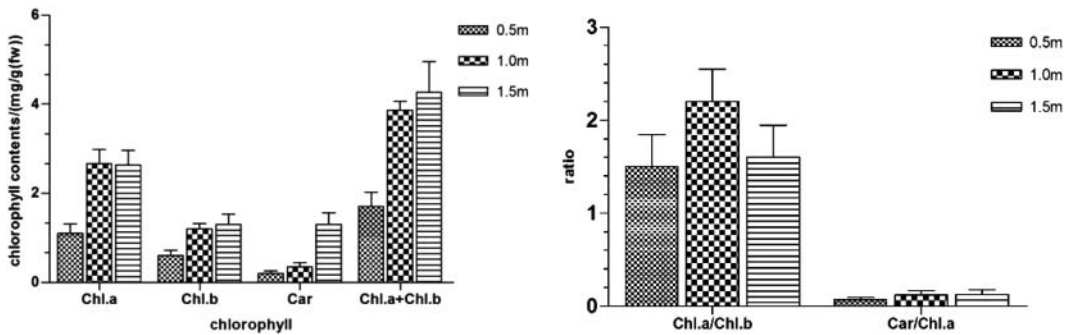 6
4
2
0
chlorophyll contents/(mg/g(fw))
0.5m
1.0m
1.5m
Chl.a Chl.b Car Chl.a+Chl.b
chlorophyll
3
2
1
0
ratio
0.5m
1.0m
1.5m
Chl.a/Chl.b Car/Chl.a